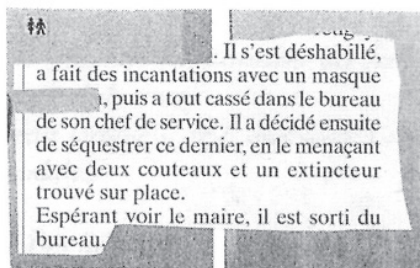 . Il s’est déshabillé,
a fait des incantations avec un masque
, puis a tout cassé dans le bureau
de son chef de service. Il a décidé ensuite
de séquestrer ce dernier, en le menaçant
avec deux couteaux et un extincteur
trouvé sur place.
Espérant voir le maire, il est sorti du
bureau.